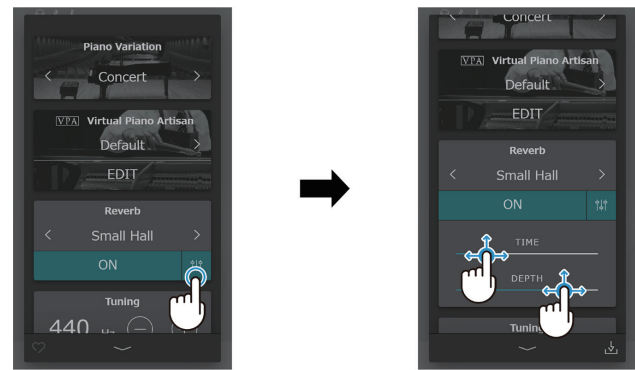 Piano Variation
Concert
VPA Virtual Piano Artisan
Default
EDIT
Reverb
Small Hall
ON
Tuning
440 Hz
Concert
VPA Virtual Piano Artisan
Default
EDIT
Reverb
Small Hall
ON
TIME
DEPTH
Tuning